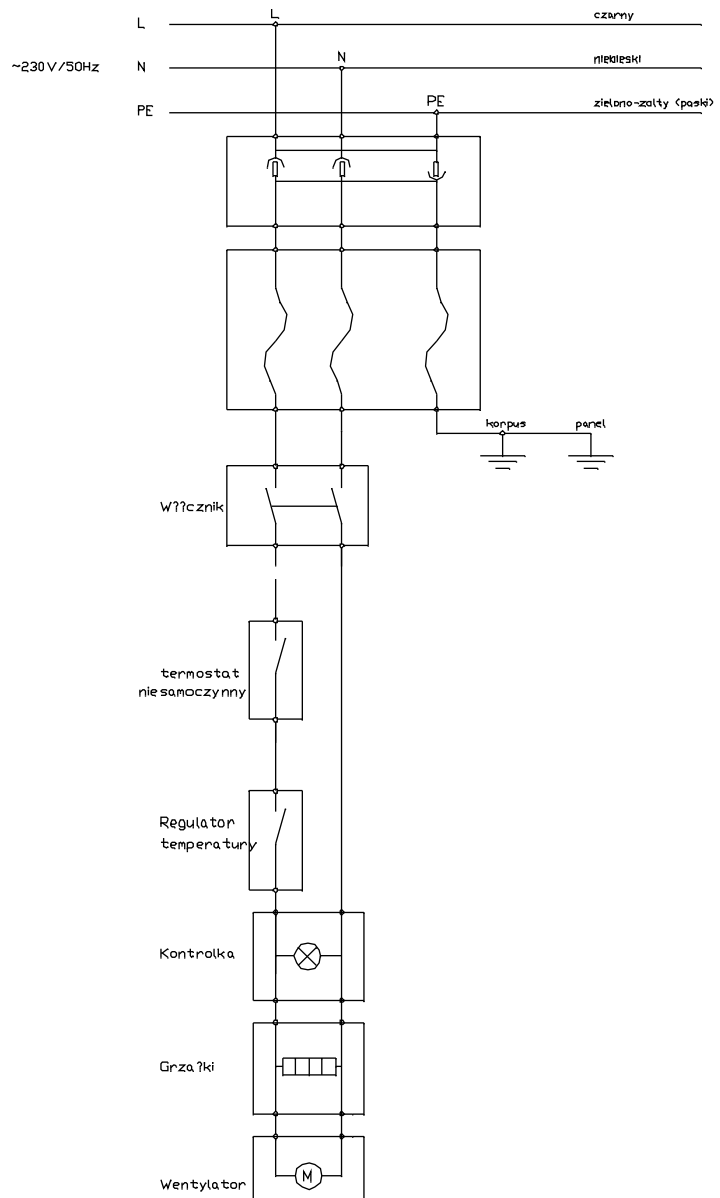 L
L
czarny
~230V/50Hz
N
N
niebieski
PE
PE
zielono-zolty (paski)
korpus
panel
W??cznik
termostat
niesamoczynny
Regulator
temperatury
Kontrolka
Grza?ki
M
Wentylator